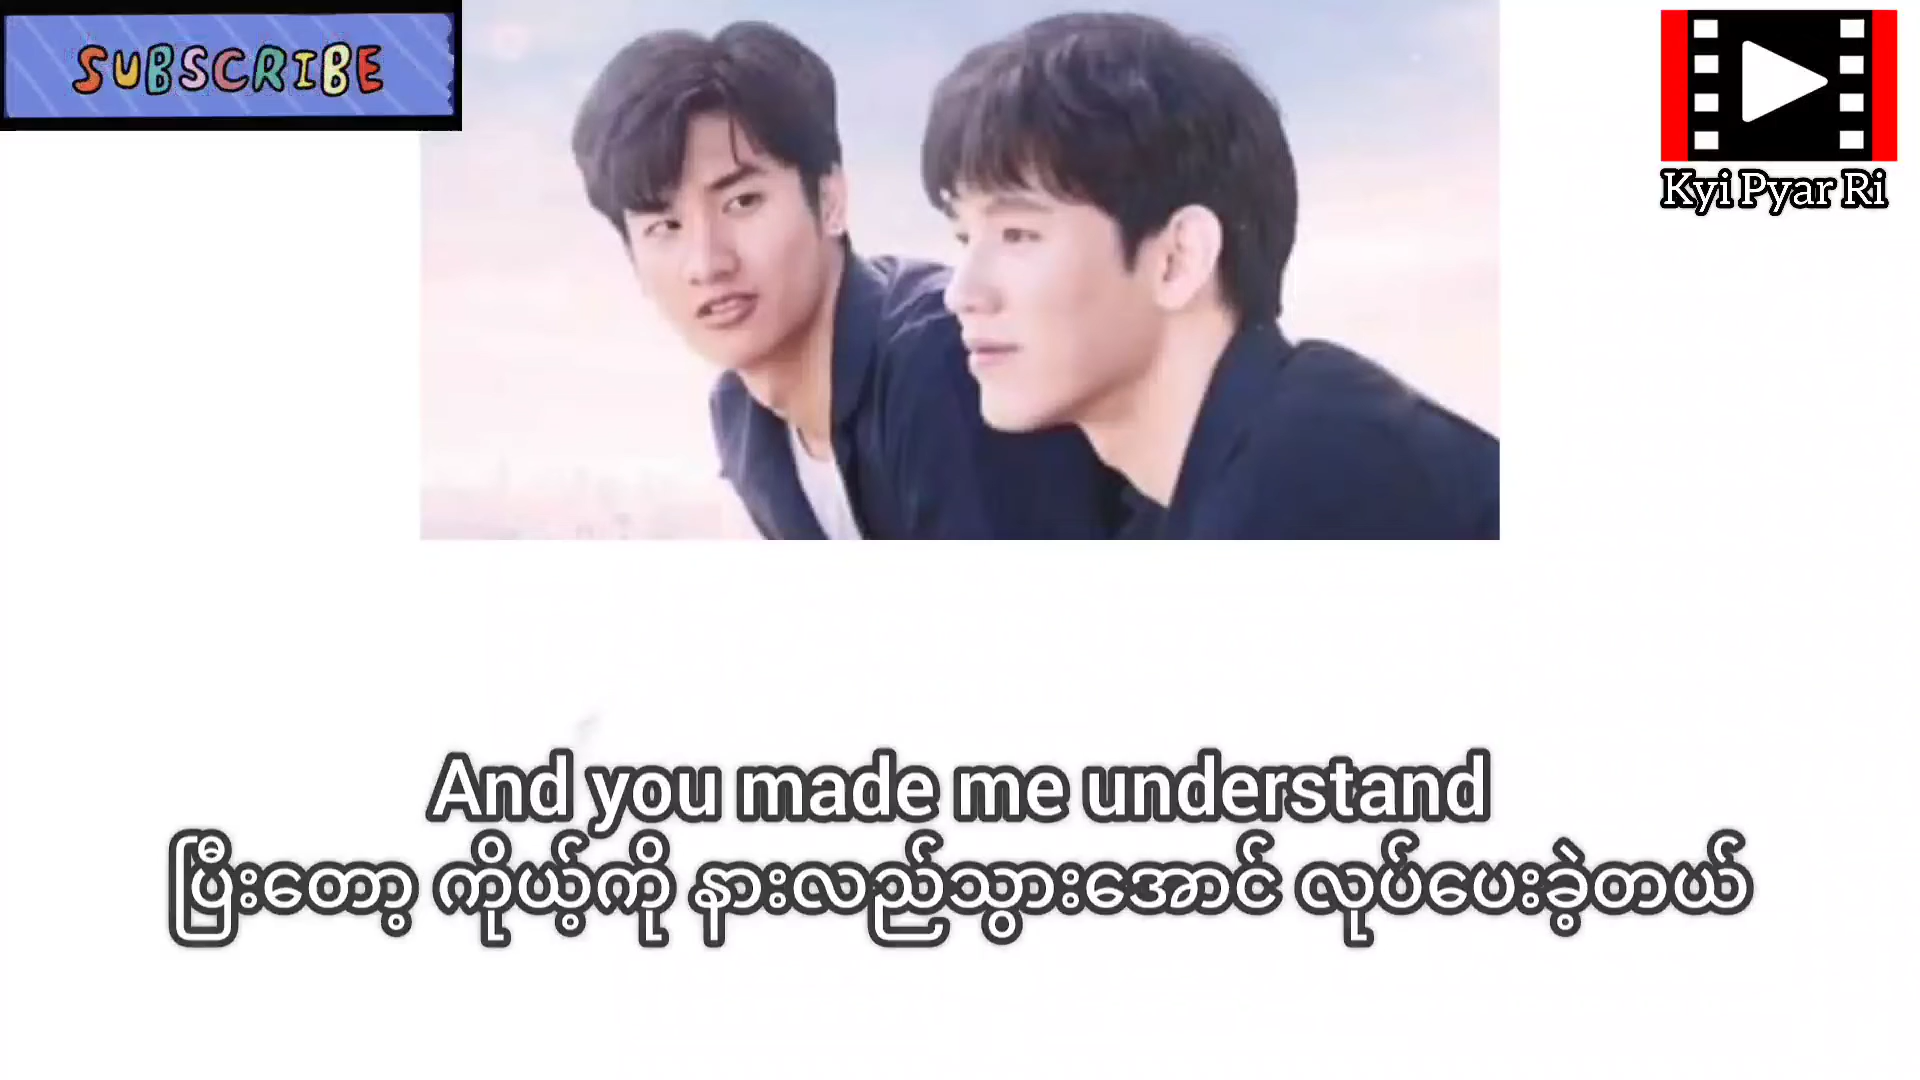 SUBSCRIBE
Kyi Pyar Ri
And you made me understand
ပြီးတော့ ကိုယ့်ကို နားလည်သွားအောင် လုပ်ပေးခဲ့တယ်